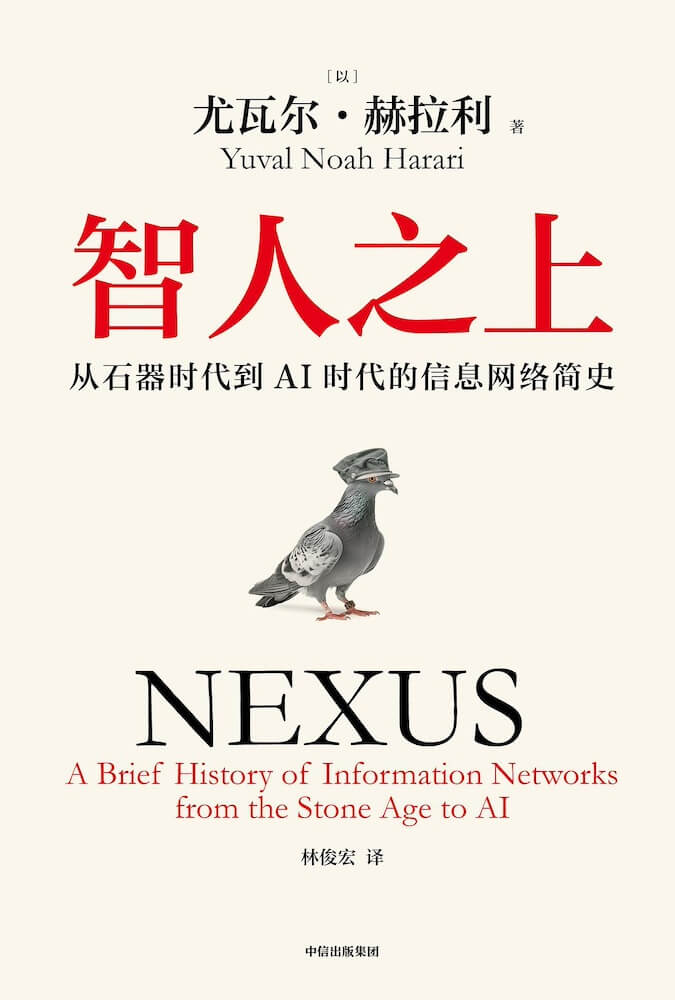 [以]
尤瓦尔·赫拉利 著
Yuval Noah Harari
智人之上
从石器时代到 AI 时代的信息网络简史
NEXUS
A Brief History of Information Networks
from the Stone Age to AI
林俊宏 译
中信出版集团